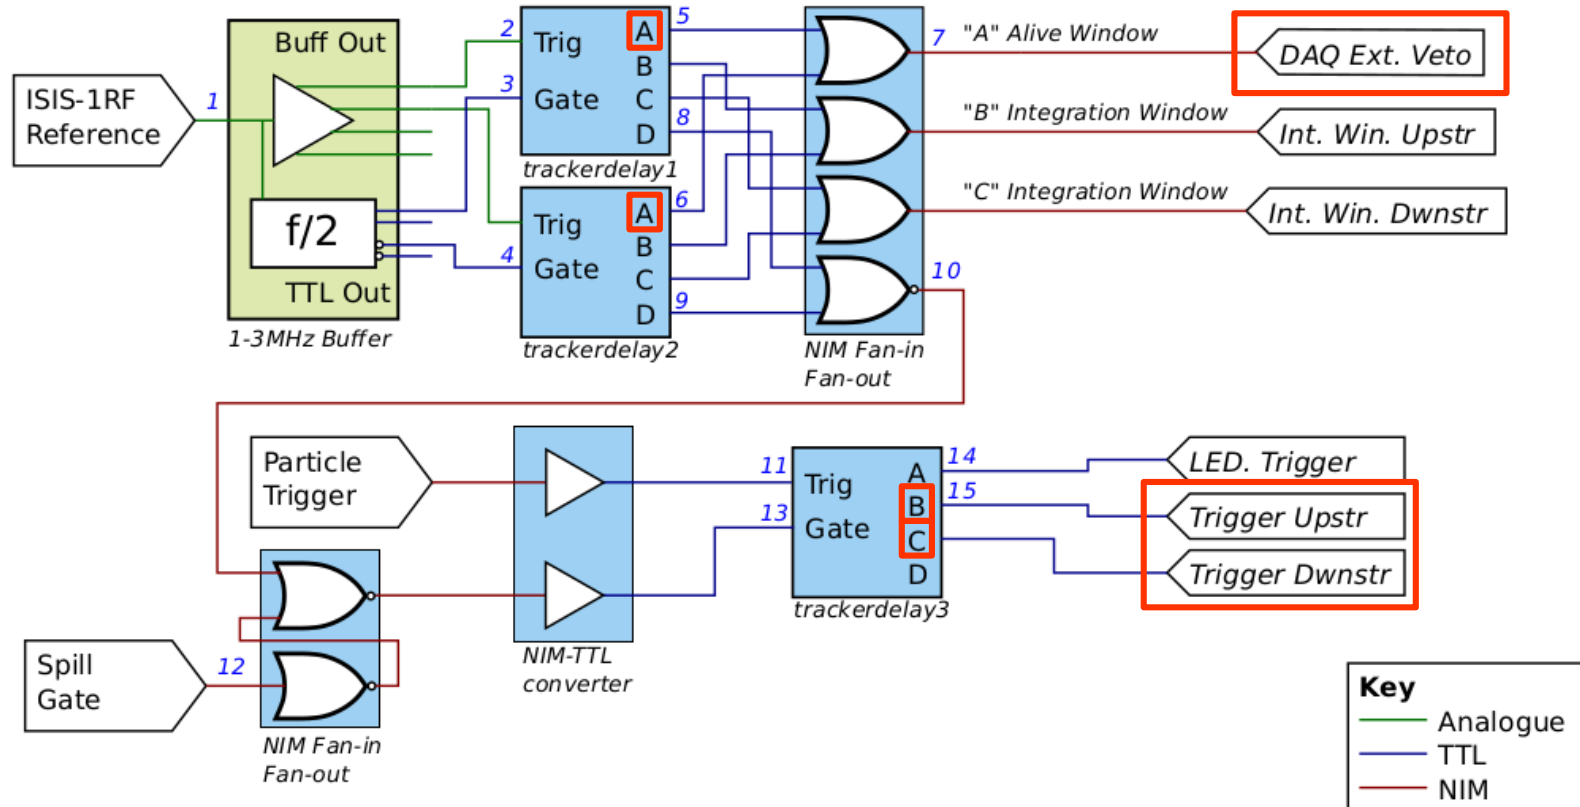 Buff Out
ISIS-1RF
Reference
1
f/2
TTL Out
1-3MHz Buffer
2
3
Trig
Gate
A
B
C
D
5
8
trackerdelay1
4
Trig
Gate
A
B
C
D
6
9
trackerdelay2
NIM Fan-in
Fan-out
7
"A" Alive Window
DAQ Ext. Veto
"B" Integration Window
Int. Win. Upstr
"C" Integration Window
Int. Win. Dwnstr
10
Particle
Trigger
11
13
Trig
Gate
A
B
C
D
trackerdelay3
14
15
LED. Trigger
Trigger Upstr
Trigger Dwnstr
Spill
Gate
12
NIM Fan-in
Fan-out
NIM-TTL
converter
Key
Analogue
TTL
NIM